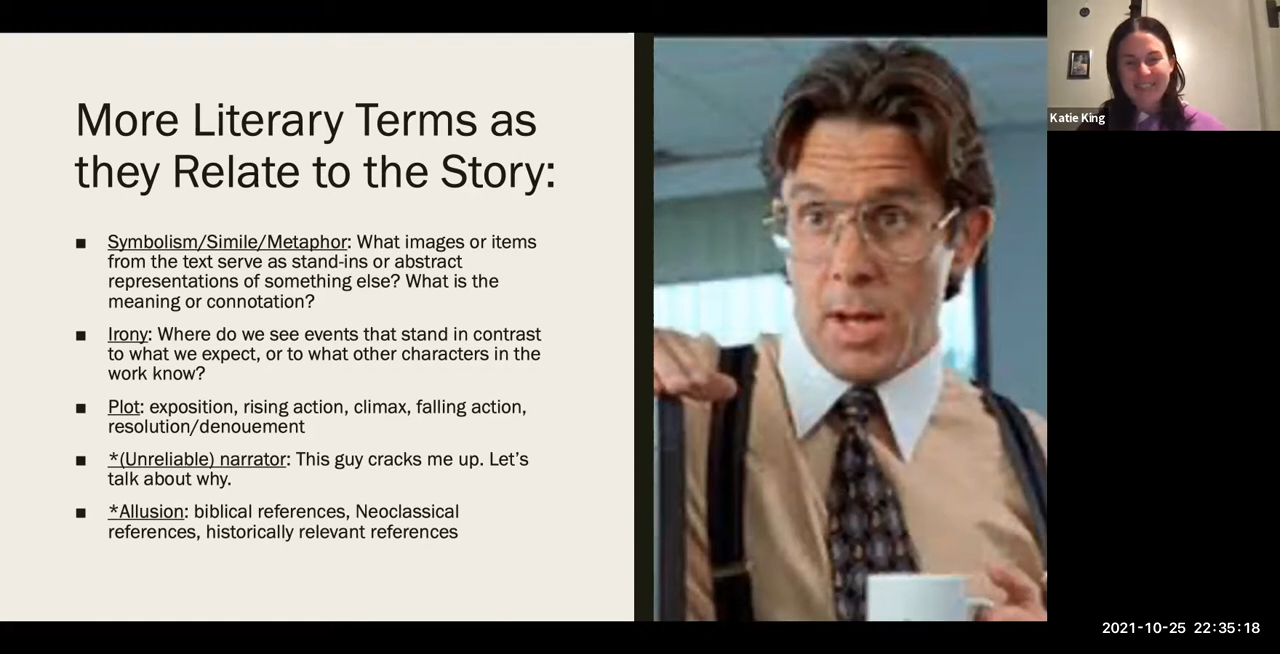 More Literary Terms as
they Relate to the Story:
■ Symbolism/Simile/Metaphor: What images or items
from the text serve as stand-ins or abstract
representations of something else? What is the
meaning or connotation?
■ Irony: Where do we see events that stand in contrast
to what we expect, or to what other characters in the
work know?
■ Plot: exposition, rising action, climax, falling action,
resolution/denouement
■ *(Unreliable) narrator: This guy cracks me up. Let’s
talk about why.
■ *Allusion: biblical references, Neoclassical
references, historically relevant references
Katie King
2021-10-25 22:35:18